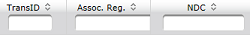 TransID Assoc. Reg. NDC